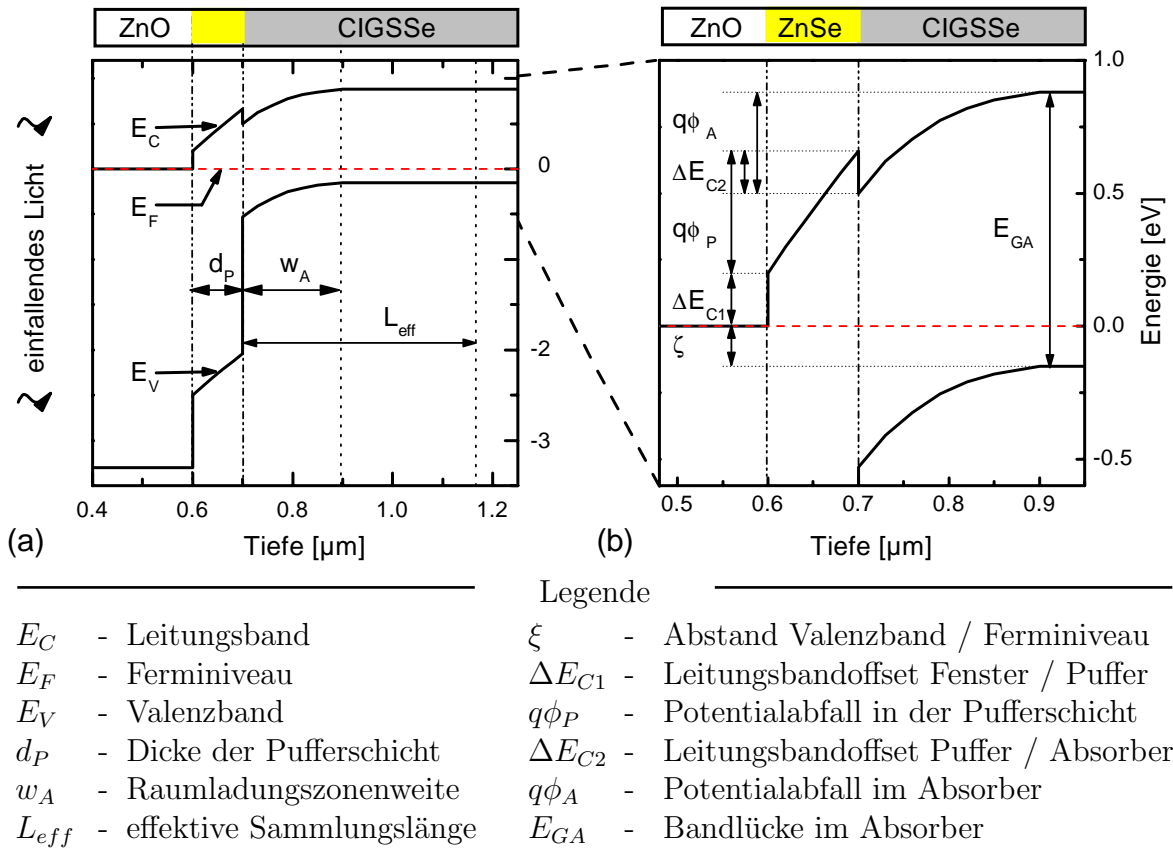 ZnO CIGSSe
ZnO ZnSe CIGSSe
einfallendes Licht
E_C
E_F
d_P
w_A
L_eff
E_V
0
-2
-3
0.4 0.6 0.8 1.0 1.2
(a)
Tiefe [µm]
qϕ_A
ΔE_C2
qϕ_P
ΔE_C1
ζ
E_GA
1.0
0.5
0.0
-0.5
Energie [eV]
0.5 0.6 0.7 0.8 0.9
(b)
Tiefe [µm]
Legende
E_C - Leitungsband
E_F - Ferminiveau
E_V - Valenzband
d_P - Dicke der Pufferschicht
w_A - Raumladungszonenweite
L_eff - effektive Sammlungslänge
ξ - Abstand Valenzband / Ferminiveau
ΔE_C1 - Leitungsbandoffset Fenster / Puffer
qϕ_P - Potentialabfall in der Pufferschicht
ΔE_C2 - Leitungsbandoffset Puffer / Absorber
qϕ_A - Potentialabfall im Absorber
E_GA - Bandlücke im Absorber